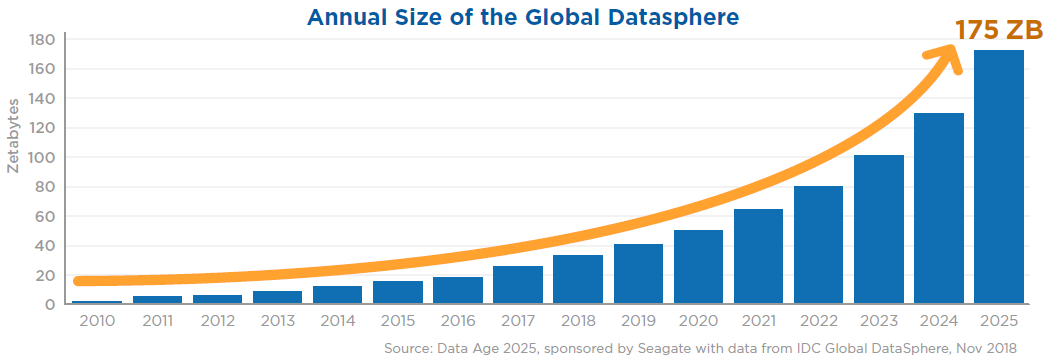 Annual Size of the Global Datasphere
175 ZB
Zetabytes
180
160
140
120
100
80
60
40
20
0
2010 2011 2012 2013 2014 2015 2016 2017 2018 2019 2020 2021 2022 2023 2024 2025
Source: Data Age 2025, sponsored by Seagate with data from IDC Global DataSphere, Nov 2018